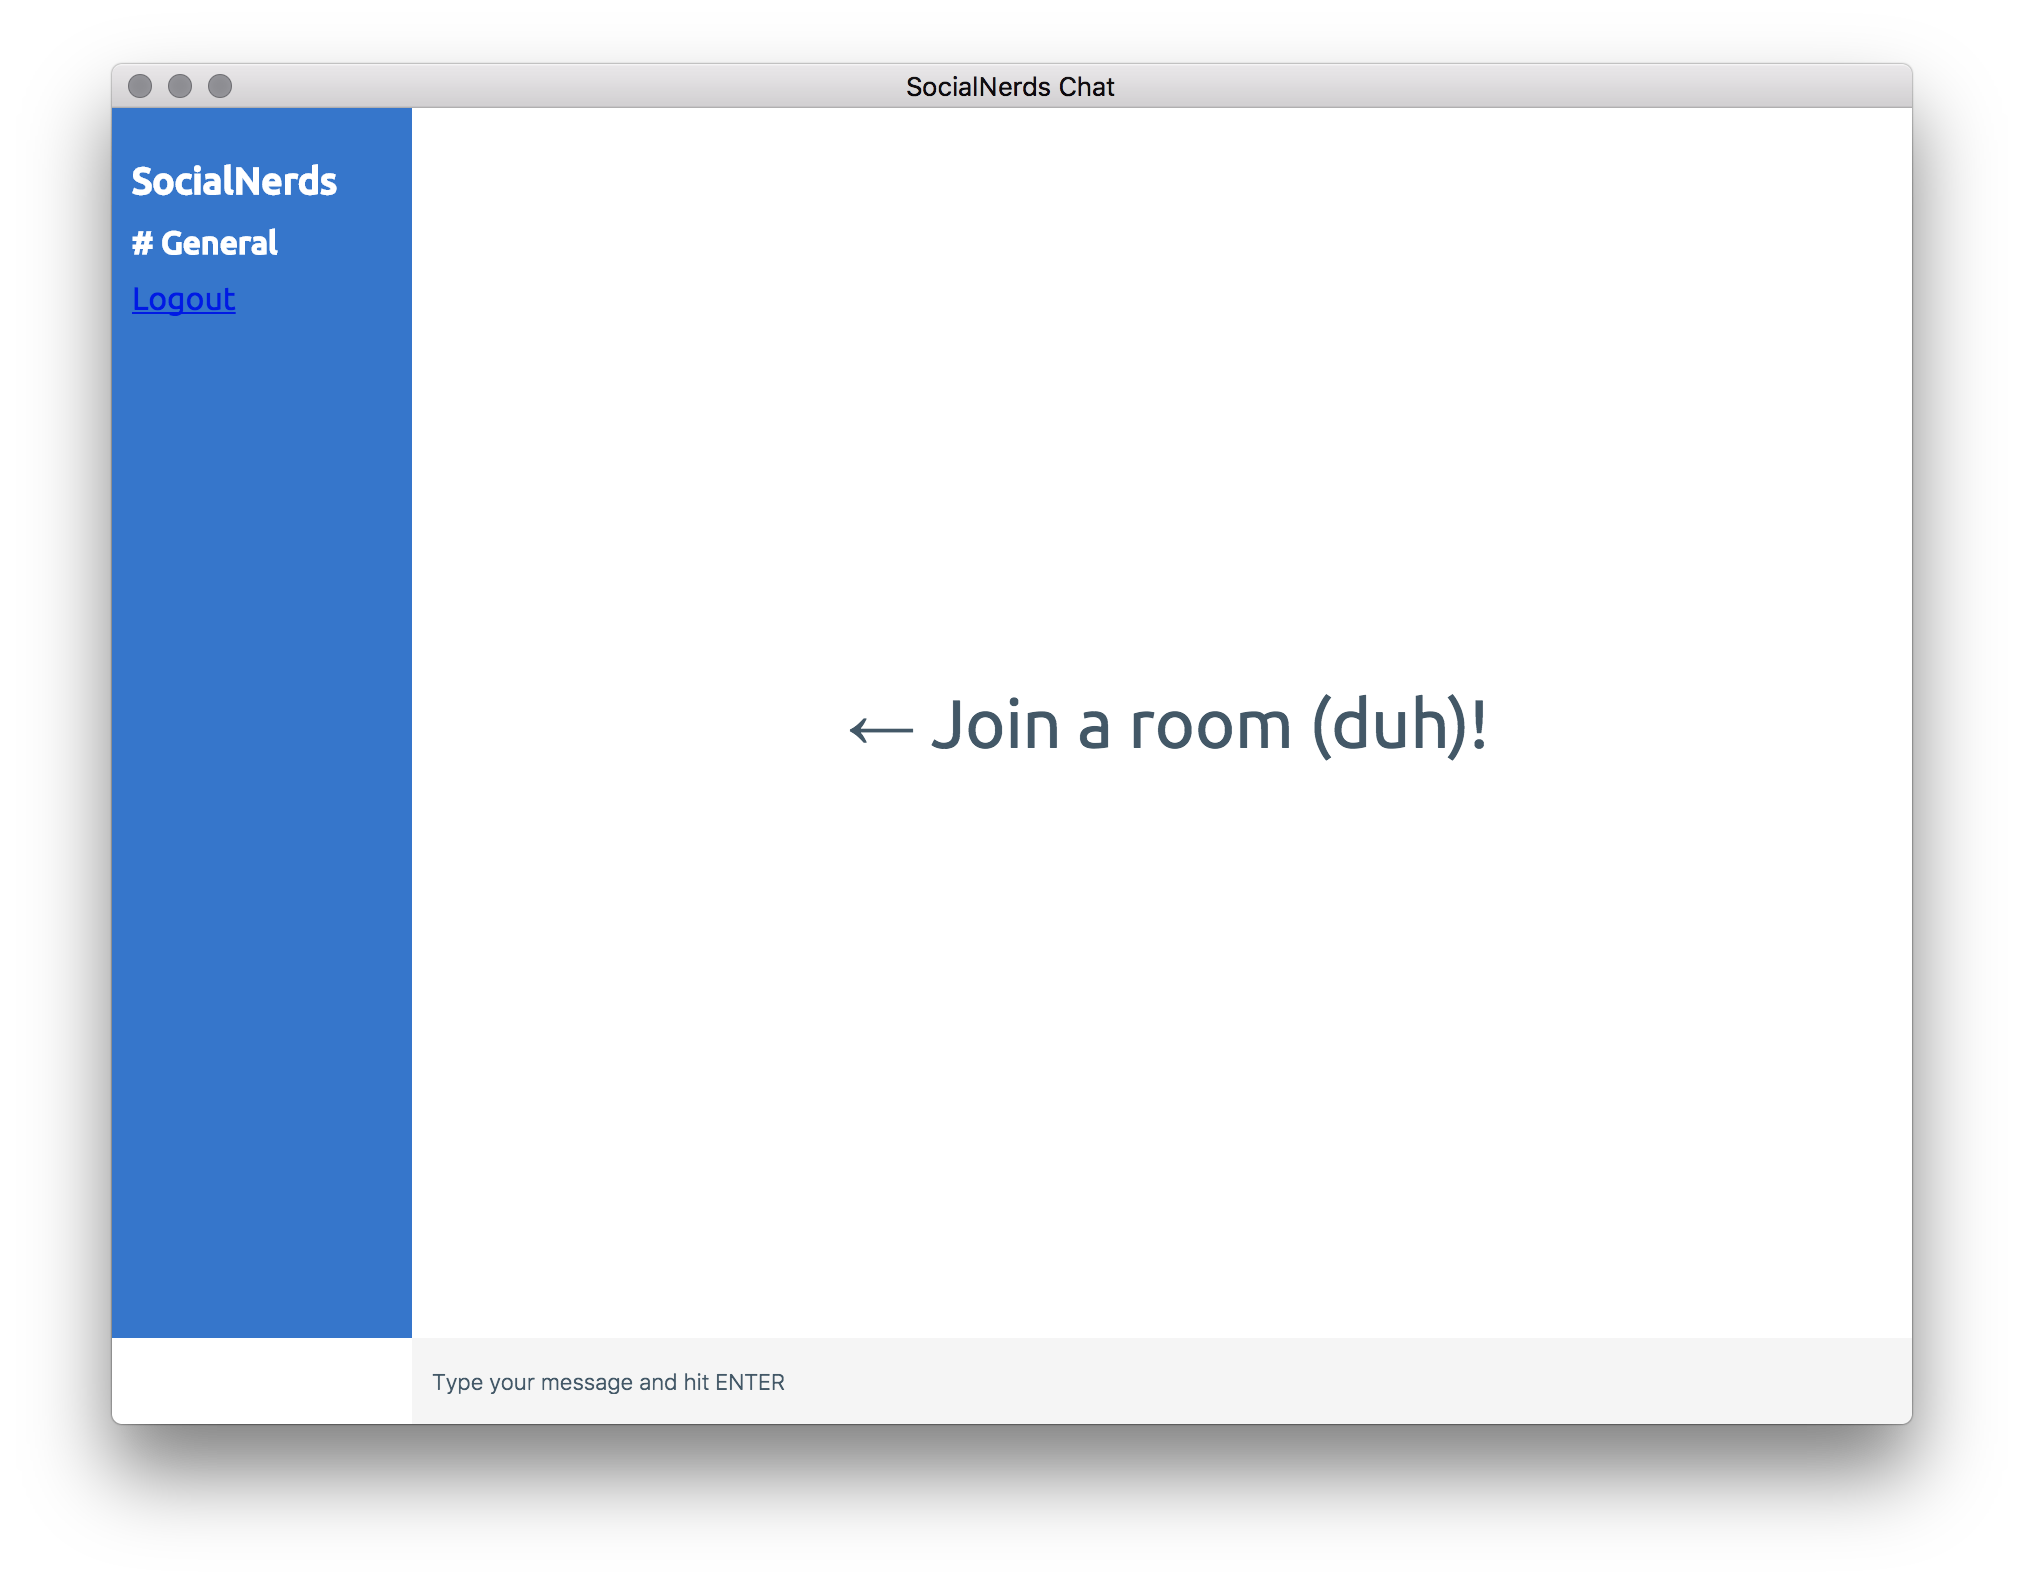 SocialNerds Chat
SocialNerds
# General
Logout
← Join a room (duh)!
Type your message and hit ENTER